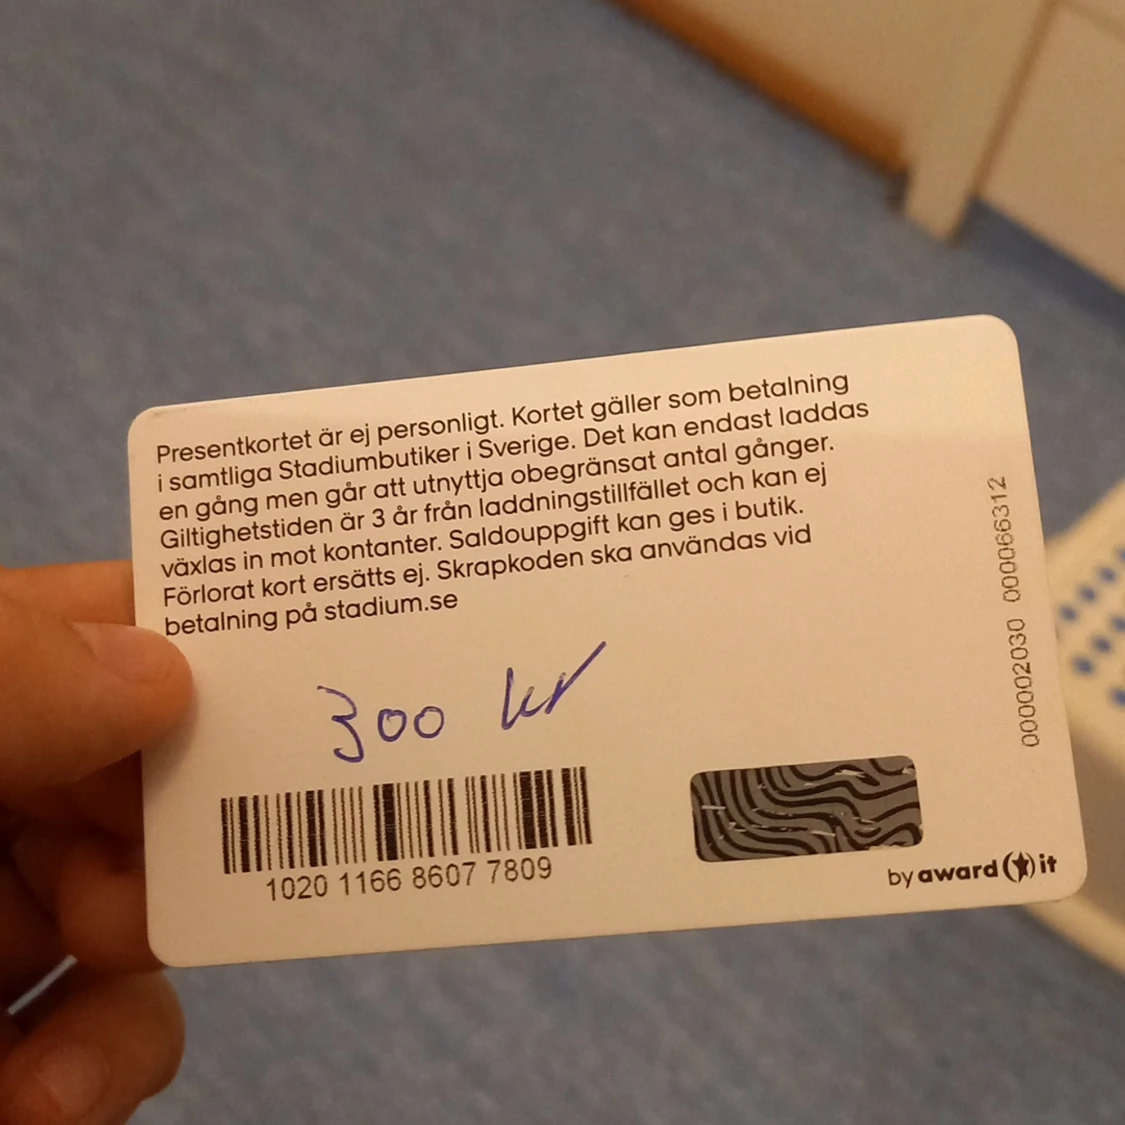 Presentkortet är ej personligt. Kortet gäller som betalning
i samtliga Stadiumbutiker i Sverige. Det kan endast laddas
en gång men går att utnyttja obegränsat antal gånger.
Giltighetstiden är 3 år från laddningstillfället och kan ej
växlas in mot kontanter. Saldouppgift kan ges i butik.
Förlorat kort ersätts ej. Skrapkoden ska användas vid
betalning på stadium.se
300 kr
1020 1166 8607 7809
by award it
000002030 000066312